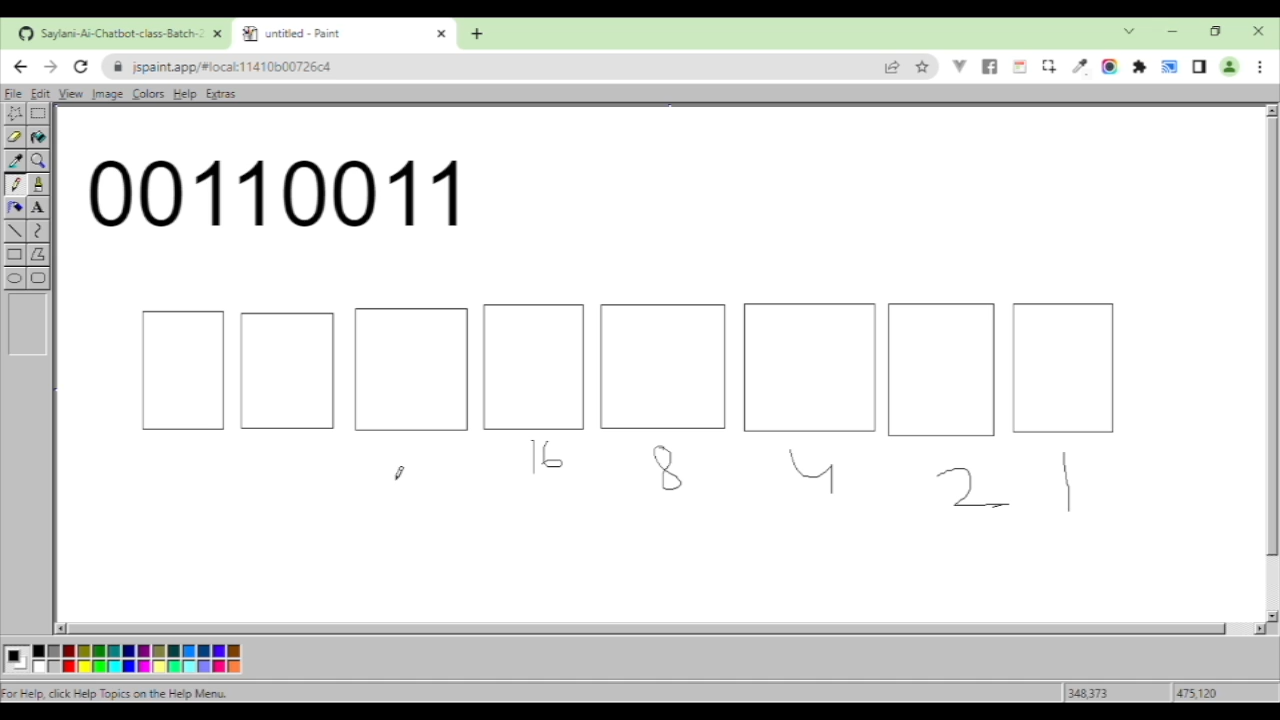 Saylani-Ai-Chatbot-class-Batch-2
untitled - Paint
jspaint.app/#local:11410b00726c4
File Edit View Image Colors Help Extras
00110011
16 8 4 2 1
For Help, click Help Topics on the Help Menu.
348,373
475,120